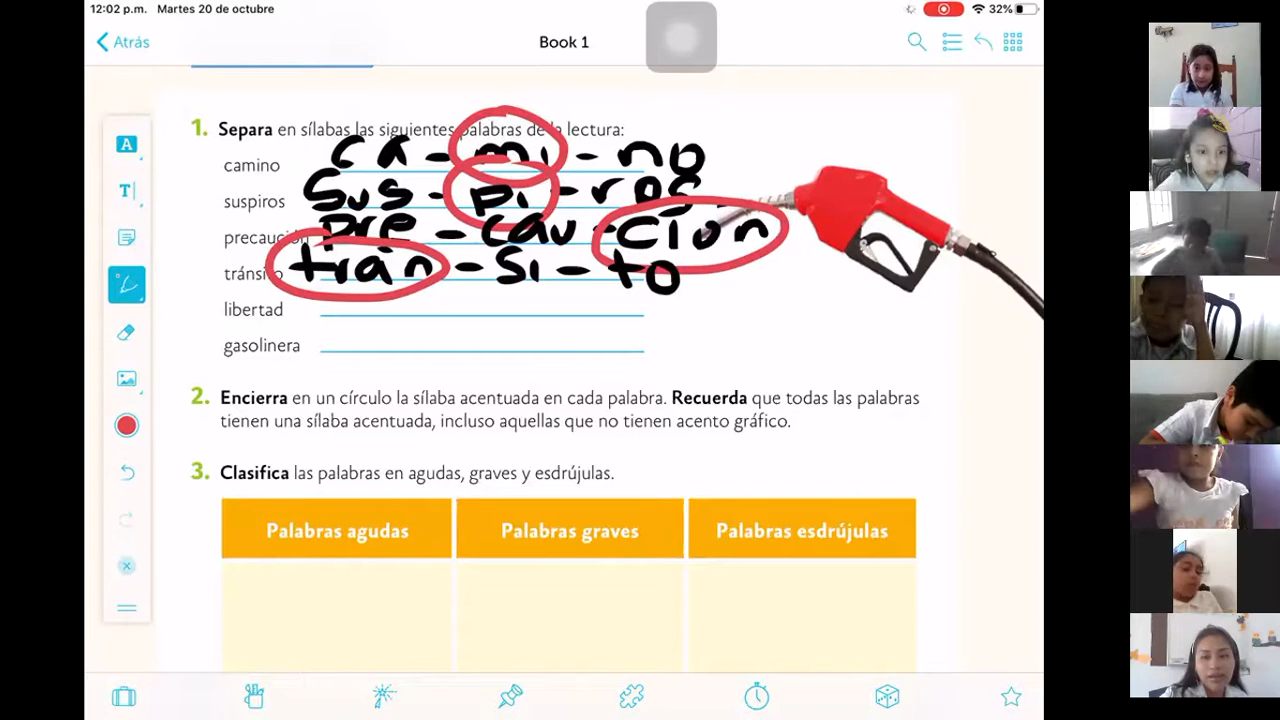 12:02 p.m. Martes 20 de octubre
32%
Atrás
Book 1
1. Separa en sílabas las siguientes palabras de la lectura:
camino ca - mi - no
suspiros Sus - pi - ros
precaución pre - cau - ción
tránsito trán - si - to
libertad
gasolinera
2. Encierra en un círculo la sílaba acentuada en cada palabra. Recuerda que todas las palabras
tienen una sílaba acentuada, incluso aquellas que no tienen acento gráfico.
3. Clasifica las palabras en agudas, graves y esdrújulas.
Palabras agudas Palabras graves Palabras esdrújulas